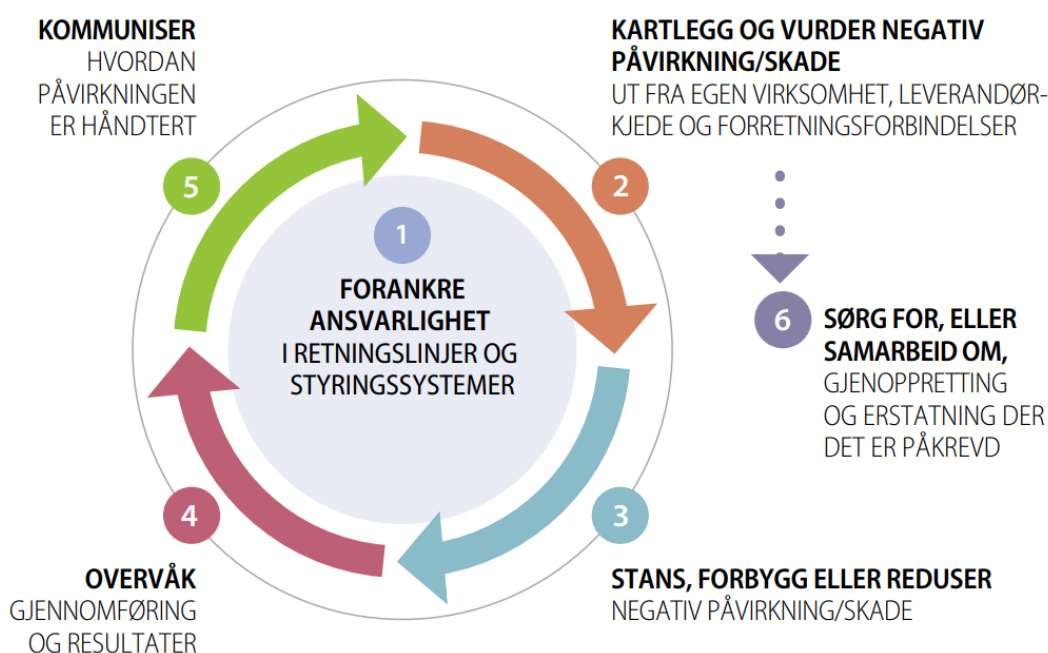 1
FORANKRE
ANSVARLIGHET
I RETNINGSLINJER OG
STYRINGSSYSTEMER
2
KARTLEGG OG VURDER NEGATIV
PÅVIRKNING/SKADE
UT FRA EGEN VIRKSOMHET, LEVERANDØR-
KJEDE OG FORRETNINGSFORBINDELSER
3
STANS, FORBYGG ELLER REDUSER
NEGATIV PÅVIRKNING/SKADE
4
OVERVÅK
GJENNOMFØRING
OG RESULTATER
5
KOMMUNISER
HVORDAN
PÅVIRKNINGEN
ER HÅNDTERT
6
SØRG FOR, ELLER
SAMARBEID OM,
GJENOPPRETTING
OG ERSTATNING DER
DET ER PÅKREVD